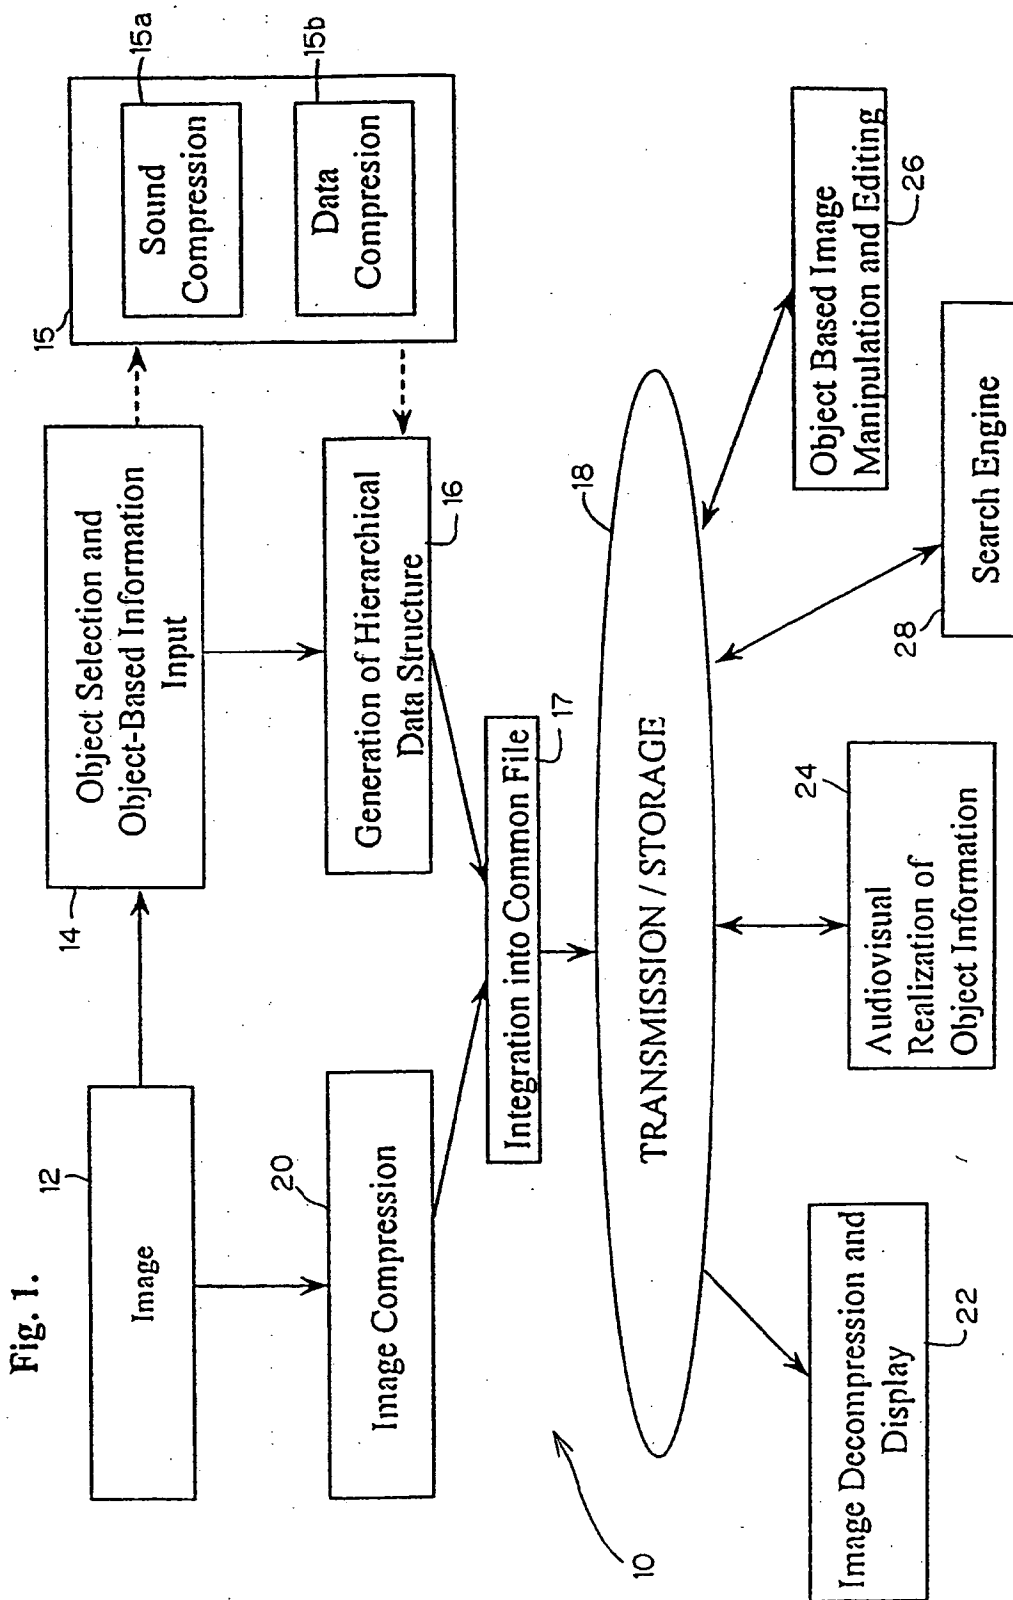 Fig. 1.
12
Image
14
Object Selection and
Object-Based Information
Input
15
15a
Sound
Compression
15b
Data
Compresion
20
Image Compression
Generation of Hierarchical
Data Structure
16
Integration into Common File
17
18
TRANSMISSION / STORAGE
10
Image Decompression and
Display
22
24
Audiovisual
Realization of
Object Information
28
Search Engine
Object Based Image
Manipulation and Editing
26